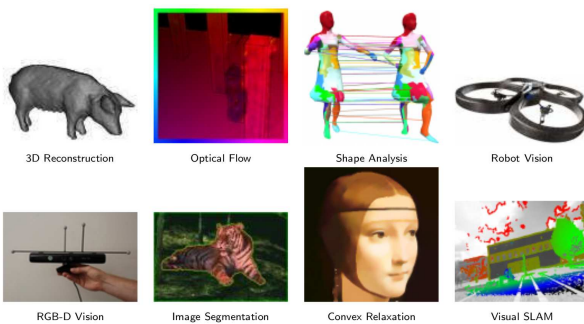 3D Reconstruction
Optical Flow
Shape Analysis
Robot Vision
RGB-D Vision
Image Segmentation
Convex Relaxation
Visual SLAM